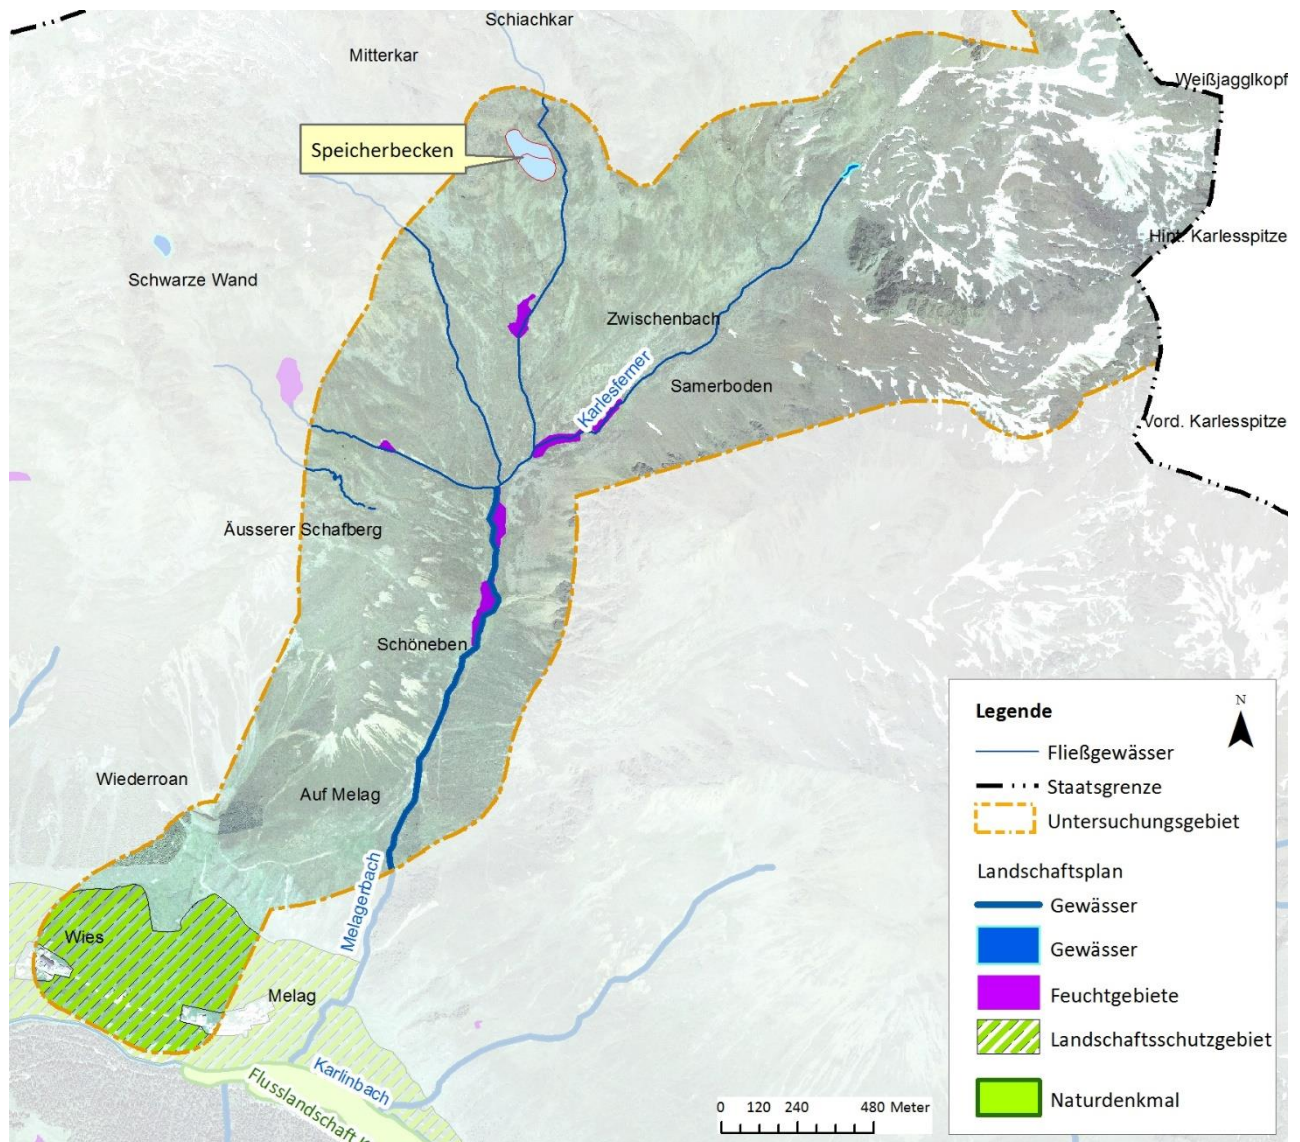 Schiachkar
Mitterkar
Weißjagglkopf
Speicherbecken
Hint. Karlesspitze
Schwarze Wand
Zwischenbach
Karlesferner
Samerboden
Vord. Karlesspitze
Äusserer Schafberg
Schöneben
Wiederroan
Auf Melag
Melagerbach
Wies
Melag
Karlinbach
Flusslandschaft
Legende
N
Fließgewässer
Staatsgrenze
Untersuchungsgebiet
Landschaftsplan
Gewässer
Gewässer
Feuchtgebiete
Landschaftsschutzgebiet
Naturdenkmal
0 120 240 480 Meter